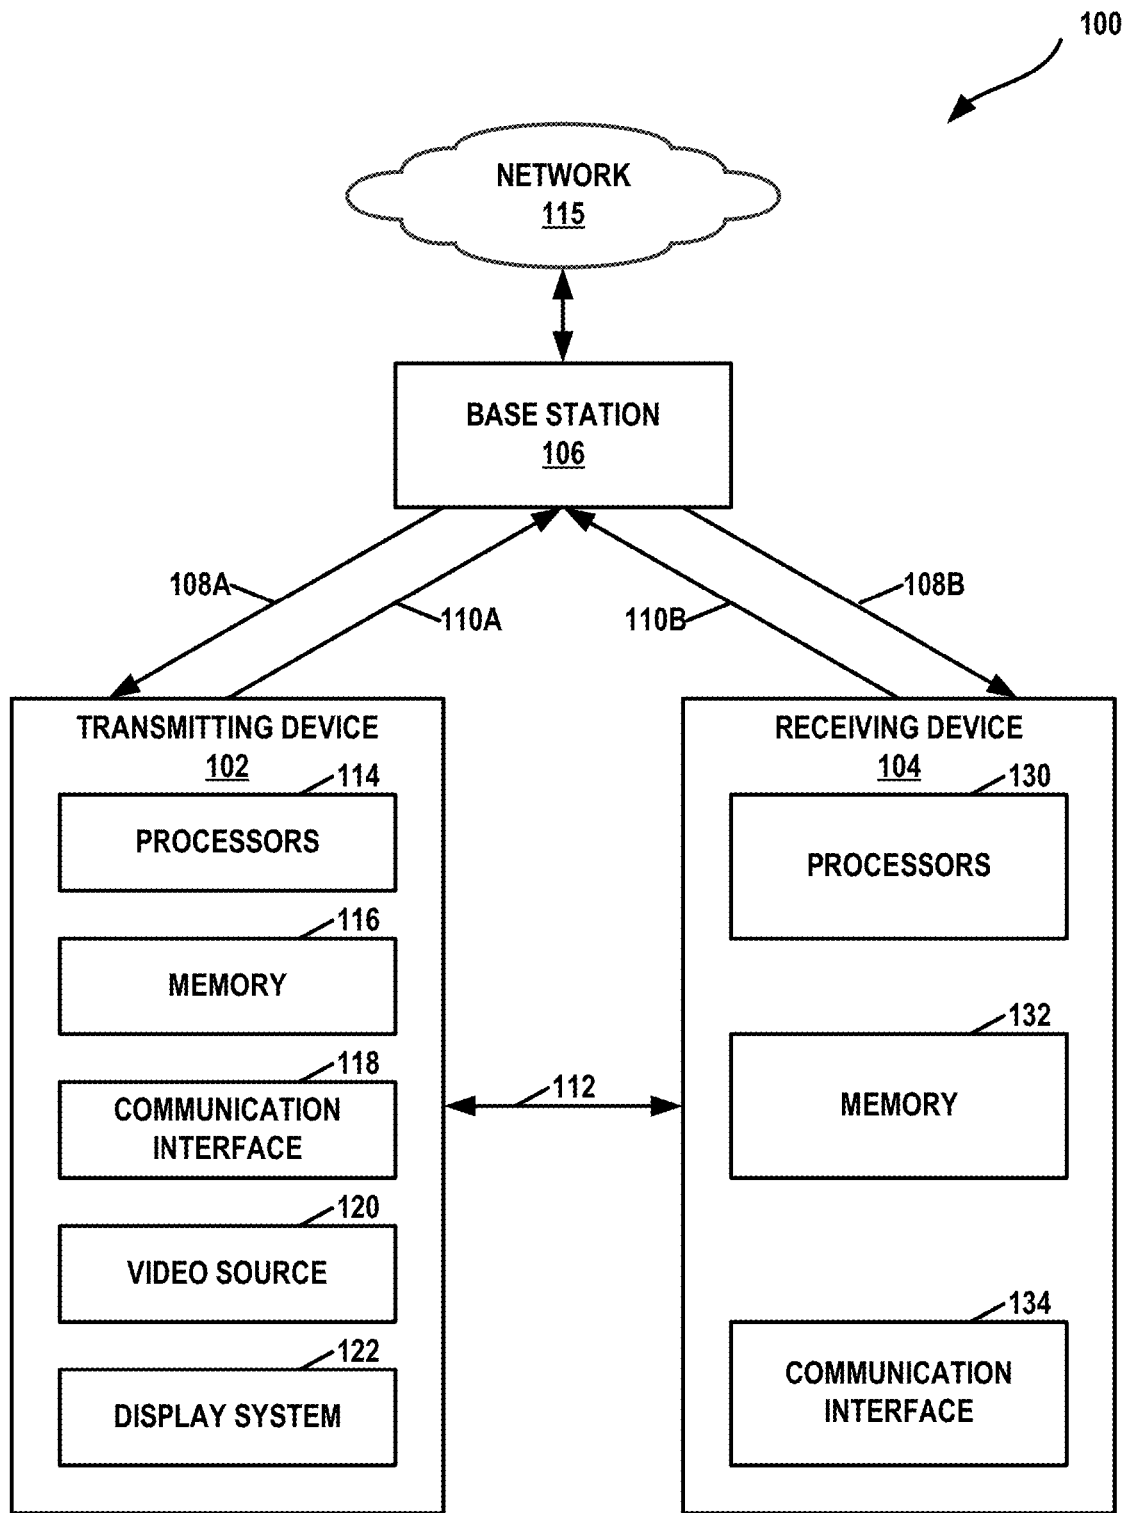 100
NETWORK
115
BASE STATION
106
108A
110A
110B
108B
TRANSMITTING DEVICE
102
114
PROCESSORS
116
MEMORY
118
COMMUNICATION
INTERFACE
120
VIDEO SOURCE
122
DISPLAY SYSTEM
112
RECEIVING DEVICE
104
130
PROCESSORS
132
MEMORY
134
COMMUNICATION
INTERFACE